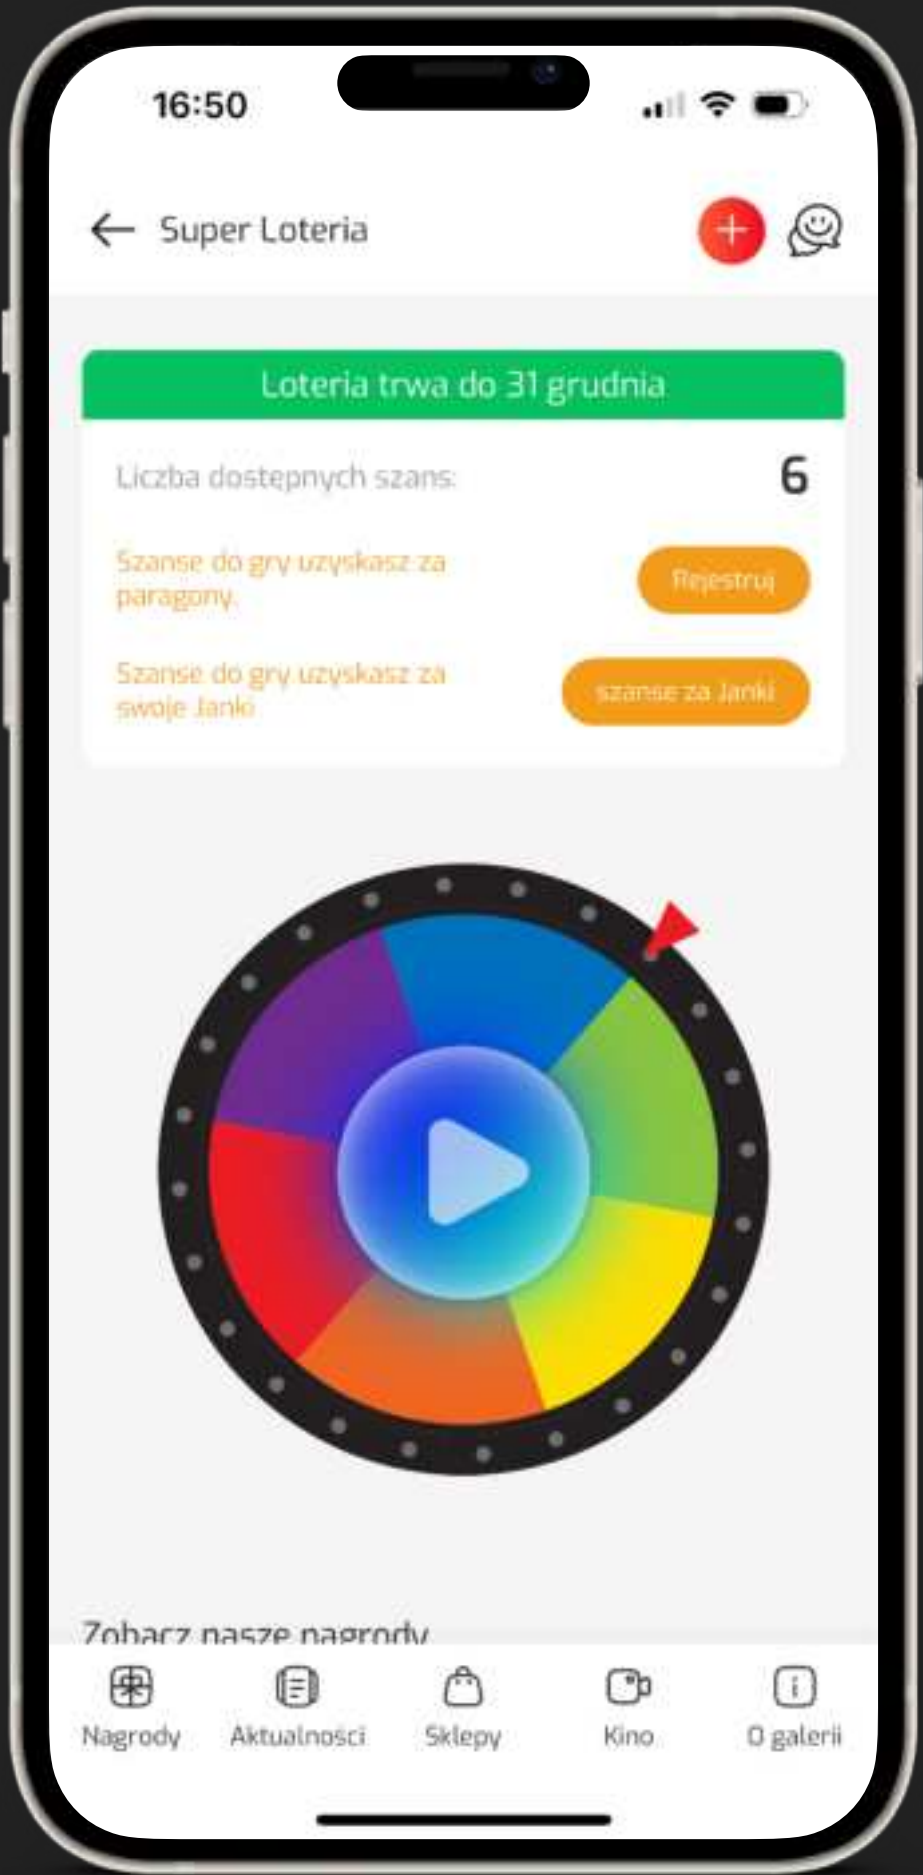 16:50
Super Loteria
Loteria trwa do 31 grudnia
Liczba dostępnych szans:
6
Szanse do gry uzyskasz za
paragony.
Rejestruj
Szanse do gry uzyskasz za
swoje Janki
szanse za Janki
Zobacz nasze nagrody
Nagrody
Aktualności
Sklepy
Kino
O galerii